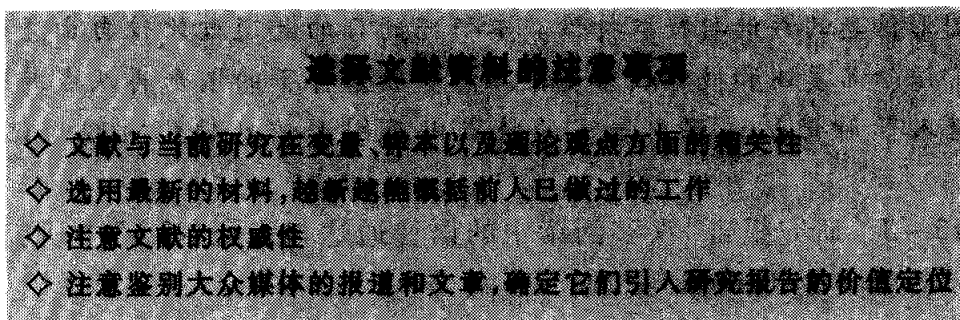 选择文献资料的注意事项
◇ 文献与当前研究在变量、样本以及理论观点方面的相关性
◇ 选用最新的材料,越新越能概括前人已做过的工作
◇ 注意文献的权威性
◇ 注意鉴别大众媒体的报道和文章,确定它们引入研究报告的价值定位